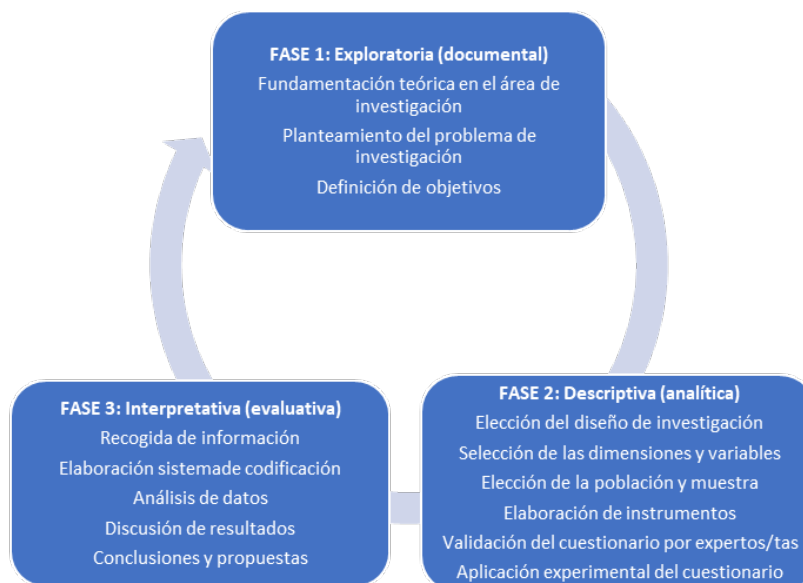 FASE 1: Exploratoria (documental)
Fundamentación teórica en el área de
investigación
Planteamiento del problema de
investigación
Definición de objetivos
FASE 2: Descriptiva (analítica)
Elección del diseño de investigación
Selección de las dimensiones y variables
Elección de la población y muestra
Elaboración de instrumentos
Validación del cuestionario por expertos/tas
Aplicación experimental del cuestionario
FASE 3: Interpretativa (evaluativa)
Recogida de información
Elaboración sistemade codificación
Análisis de datos
Discusión de resultados
Conclusiones y propuestas